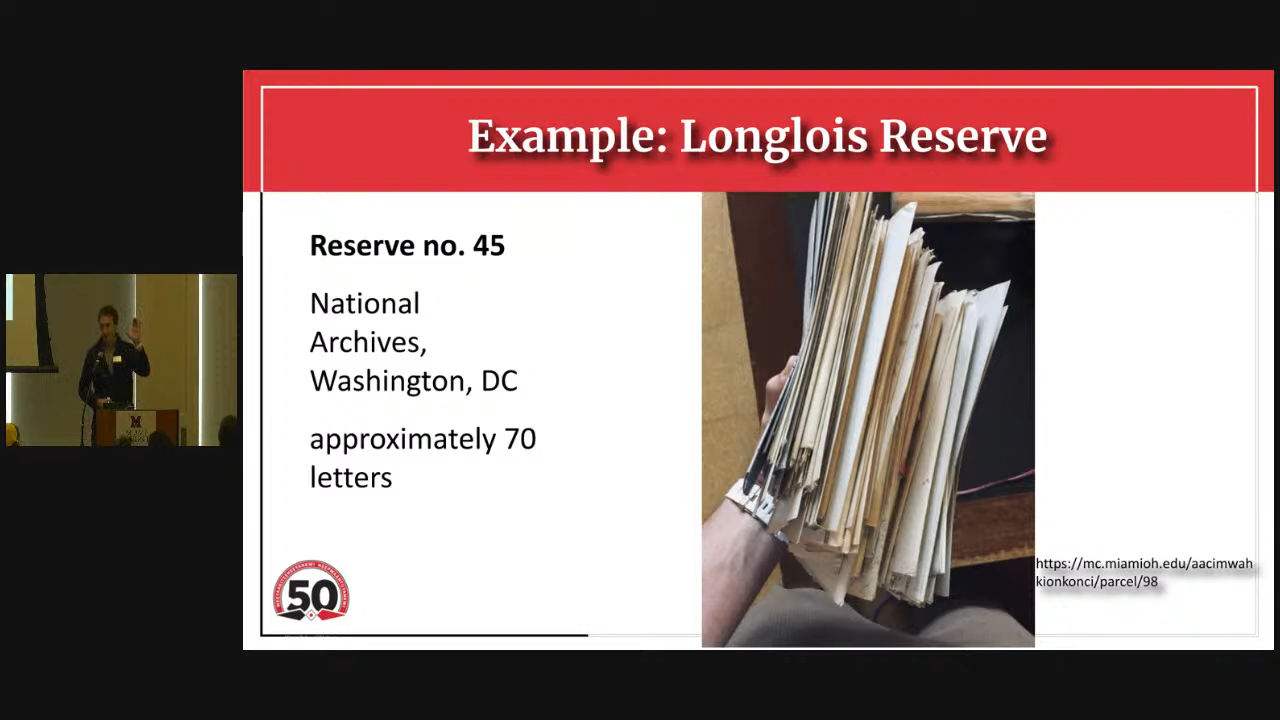 Example: Longlois Reserve
Reserve no. 45
National
Archives,
Washington, DC
approximately 70
letters
50
https://mc.miamioh.edu/aacimwah
kionkonci/parcel/98
M